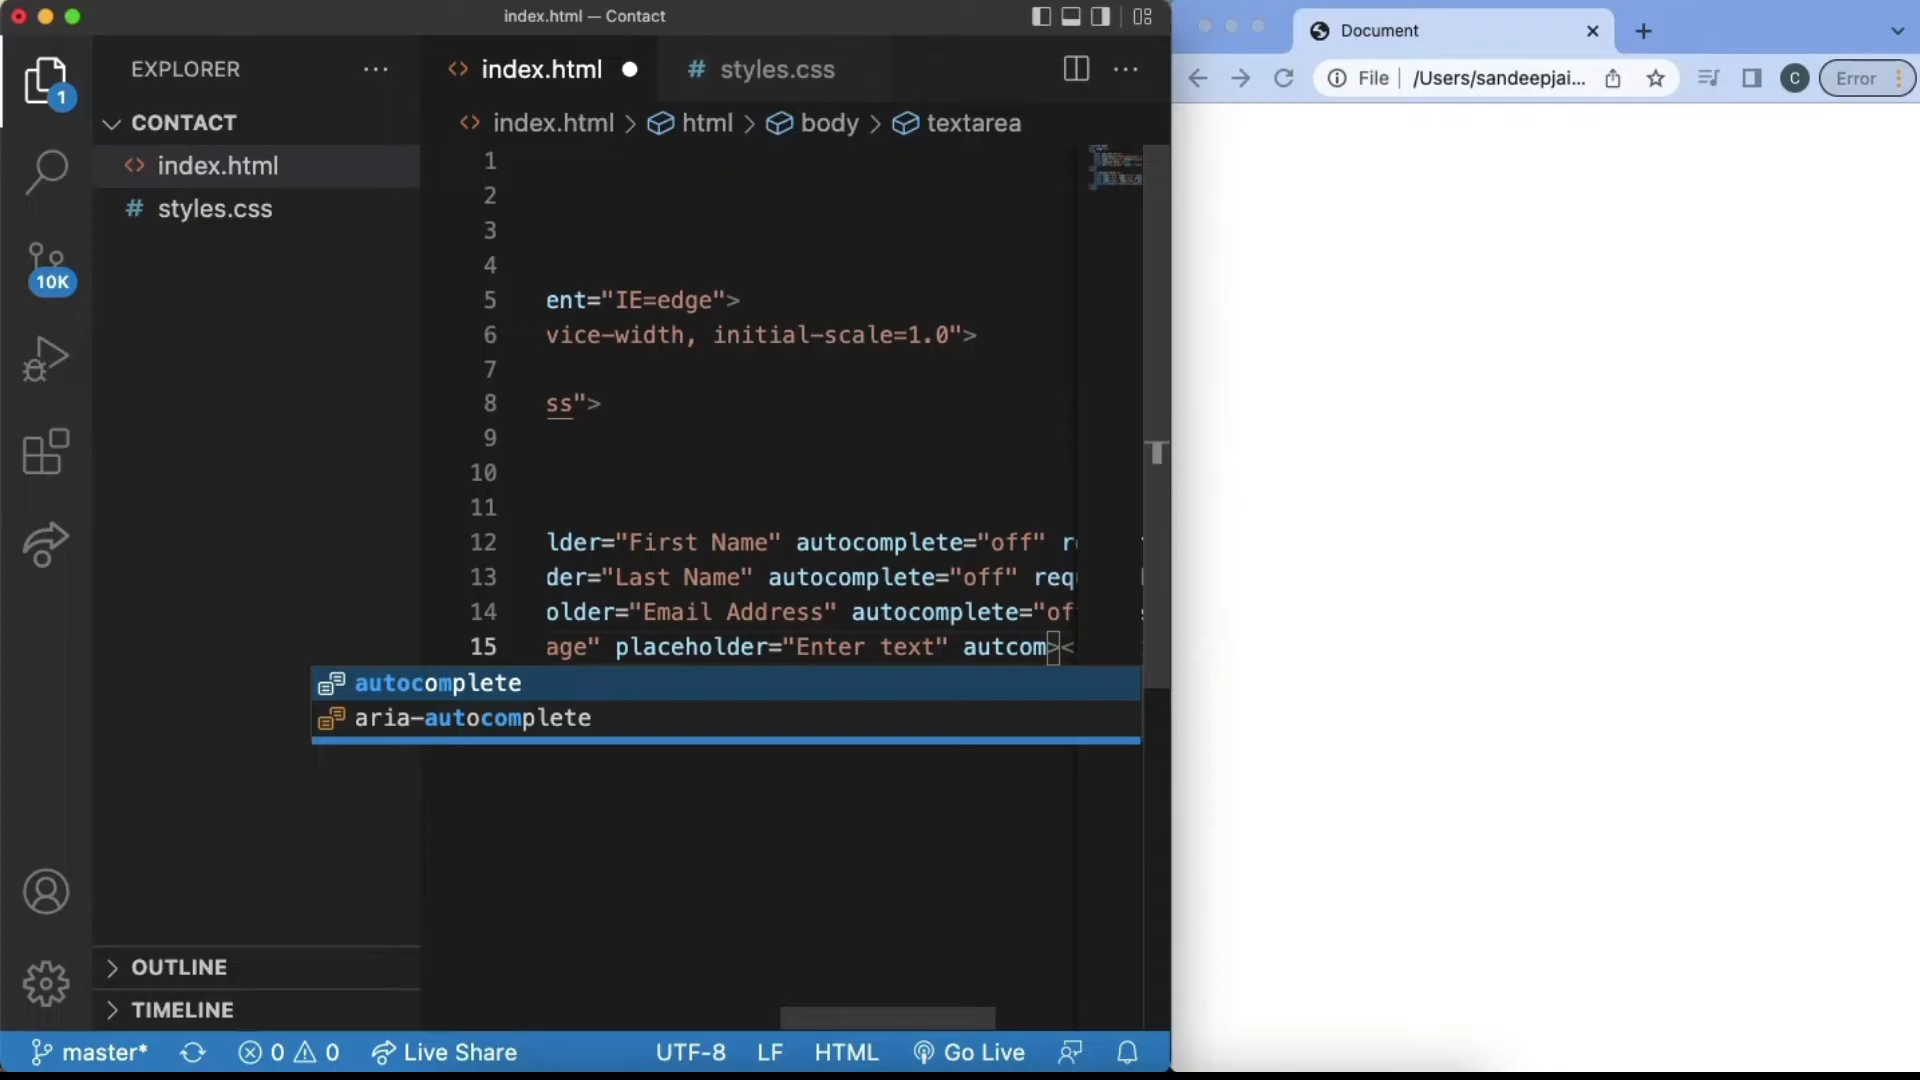 index.html — Contact
Document
File
/Users/sandeepjai...
C
Error
EXPLORER
index.html
styles.css
1
CONTACT
index.html
styles.css
10K
index.html > html > body > textarea
1
2
3
4
5 ent="IE=edge">
6 vice-width, initial-scale=1.0">
7
8 ss">
9
10
11
12 lder="First Name" autocomplete="off" r
13 der="Last Name" autocomplete="off" req
14 older="Email Address" autocomplete="of
15 age" placeholder="Enter text" autcom><
autocomplete
aria-autocomplete
OUTLINE
TIMELINE
master*
0
0
Live Share
UTF-8
LF
HTML
Go Live